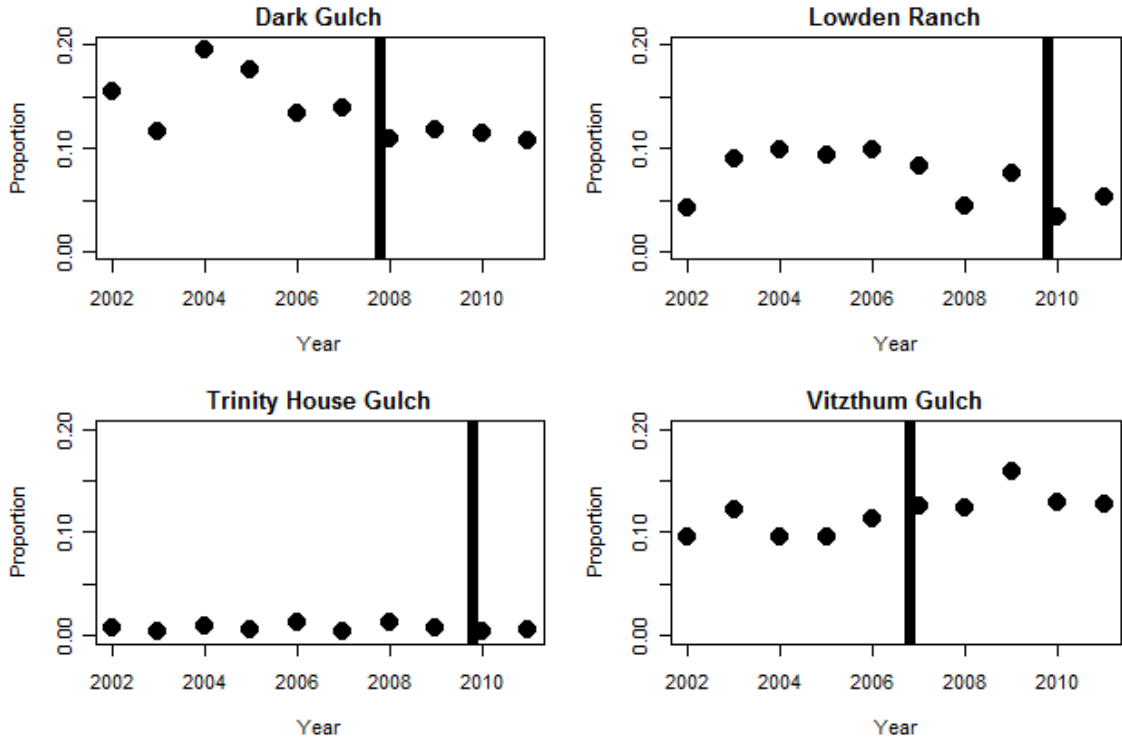 Dark Gulch
Proportion
0.20
0.10
0.00
2002 2004 2006 2008 2010
Year
Lowden Ranch
Proportion
0.20
0.10
0.00
2002 2004 2006 2008 2010
Year
Trinity House Gulch
Proportion
0.20
0.10
0.00
2002 2004 2006 2008 2010
Year
Vitzthum Gulch
Proportion
0.20
0.10
0.00
2002 2004 2006 2008 2010
Year